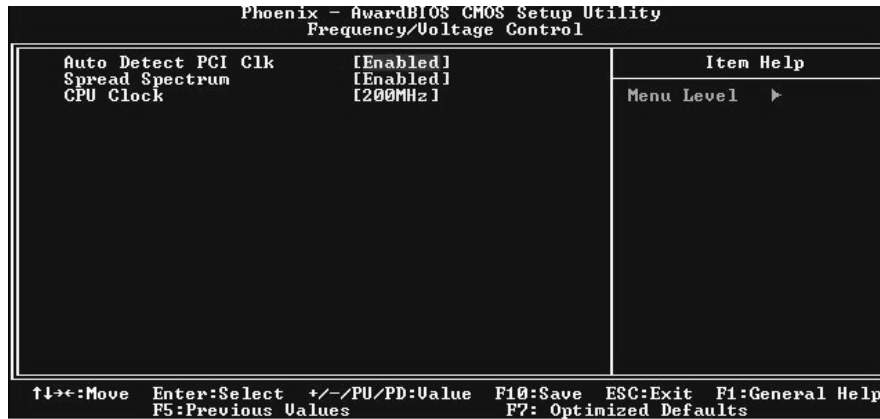 Phoenix - AwardBIOS CMOS Setup Utility
Frequency/Voltage Control
Auto Detect PCI Clk [Enabled]
Spread Spectrum [Enabled]
CPU Clock [200MHz]
Item Help
Menu Level ▶
↑↓→←:Move Enter:Select +/-/PU/PD:Value F10:Save ESC:Exit F1:General Help
F5:Previous Values F7: Optimized Defaults